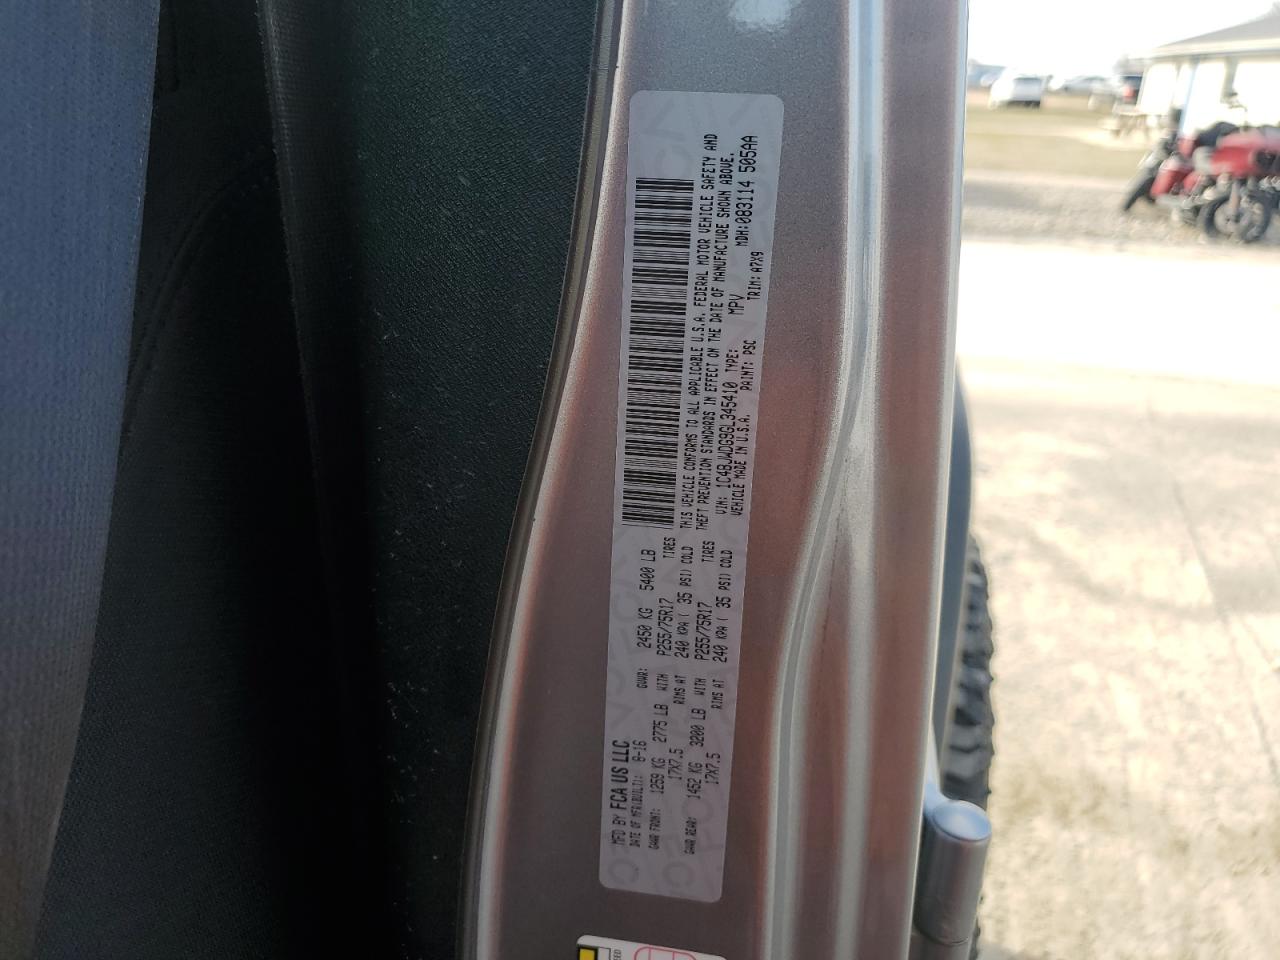 MFD BY FCA US LLC
DATE OF MFR(BUILT): 8-16 GVWR: 2450 KG 5400 LB
GAWR FRONT: 1259 KG 2775 LB WITH P255/75R17 TIRES
17X7.5 RIMS AT 240 KPA ( 35 PSI) COLD
GAWR REAR: 1452 KG 3200 LB WITH P255/75R17 TIRES
17X7.5 RIMS AT 240 KPA ( 35 PSI) COLD
THIS VEHICLE CONFORMS TO ALL APPLICABLE U.S.A. FEDERAL MOTOR VEHICLE SAFETY AND
THEFT PREVENTION STANDARDS IN EFFECT ON THE DATE OF MANUFACTURE SHOWN ABOVE.
VIN: 1C4BJWDG9GL345410 TYPE: MPV MDH:083114 505AA
VEHICLE MADE IN U.S.A. PAINT: PSC TRIM: A7X9